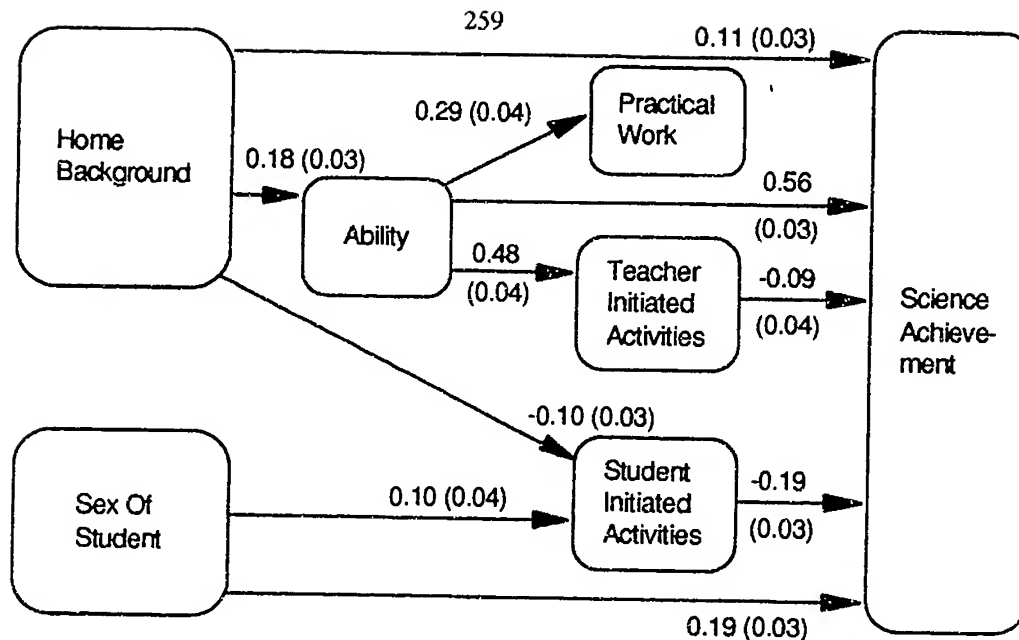 259
0.11 (0.03)
Home
Background
0.18 (0.03)
0.29 (0.04)
Practical
Work
Ability
0.56
(0.03)
0.48
(0.04)
Teacher
Initiated
Activities
-0.09
(0.04)
Science
Achieve-
ment
-0.10 (0.03)
Sex Of
Student
0.10 (0.04)
Student
Initiated
Activities
-0.19
(0.03)
0.19 (0.03)